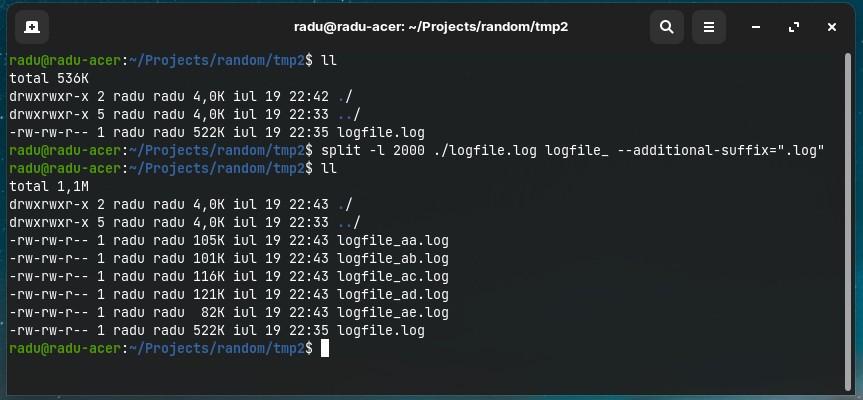 radu@radu-acer: ~/Projects/random/tmp2
radu@radu-acer:~/Projects/random/tmp2$ ll
total 536K
drwxrwxr-x 2 radu radu 4,0K iul 19 22:42 ./
drwxrwxr-x 5 radu radu 4,0K iul 19 22:33 ../
-rw-rw-r-- 1 radu radu 522K iul 19 22:35 logfile.log
radu@radu-acer:~/Projects/random/tmp2$ split -l 2000 ./logfile.log logfile_ --additional-suffix=".log"
radu@radu-acer:~/Projects/random/tmp2$ ll
total 1,1M
drwxrwxr-x 2 radu radu 4,0K iul 19 22:43 ./
drwxrwxr-x 5 radu radu 4,0K iul 19 22:33 ../
-rw-rw-r-- 1 radu radu 105K iul 19 22:43 logfile_aa.log
-rw-rw-r-- 1 radu radu 101K iul 19 22:43 logfile_ab.log
-rw-rw-r-- 1 radu radu 116K iul 19 22:43 logfile_ac.log
-rw-rw-r-- 1 radu radu 121K iul 19 22:43 logfile_ad.log
-rw-rw-r-- 1 radu radu  82K iul 19 22:43 logfile_ae.log
-rw-rw-r-- 1 radu radu 522K iul 19 22:35 logfile.log
radu@radu-acer:~/Projects/random/tmp2$